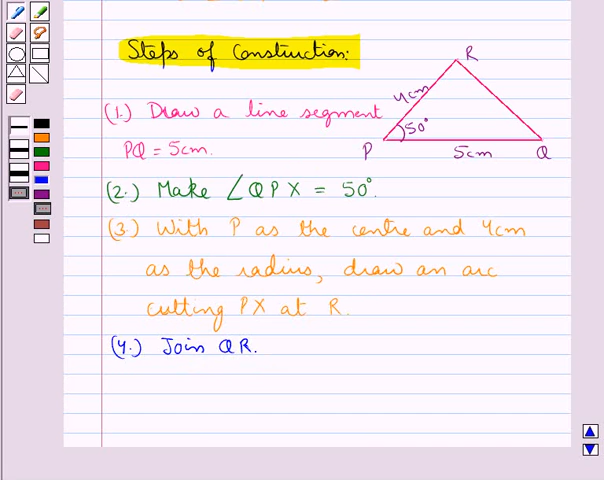 Steps of Construction:
(1.) Draw a line segment
PQ = 5cm.
R
4cm
50°
P
5cm
Q
(2.) Make ∠QPX = 50°.
(3.) With P as the centre and 4cm
as the radius, draw an arc
cutting PX at R.
(4.) Join QR.